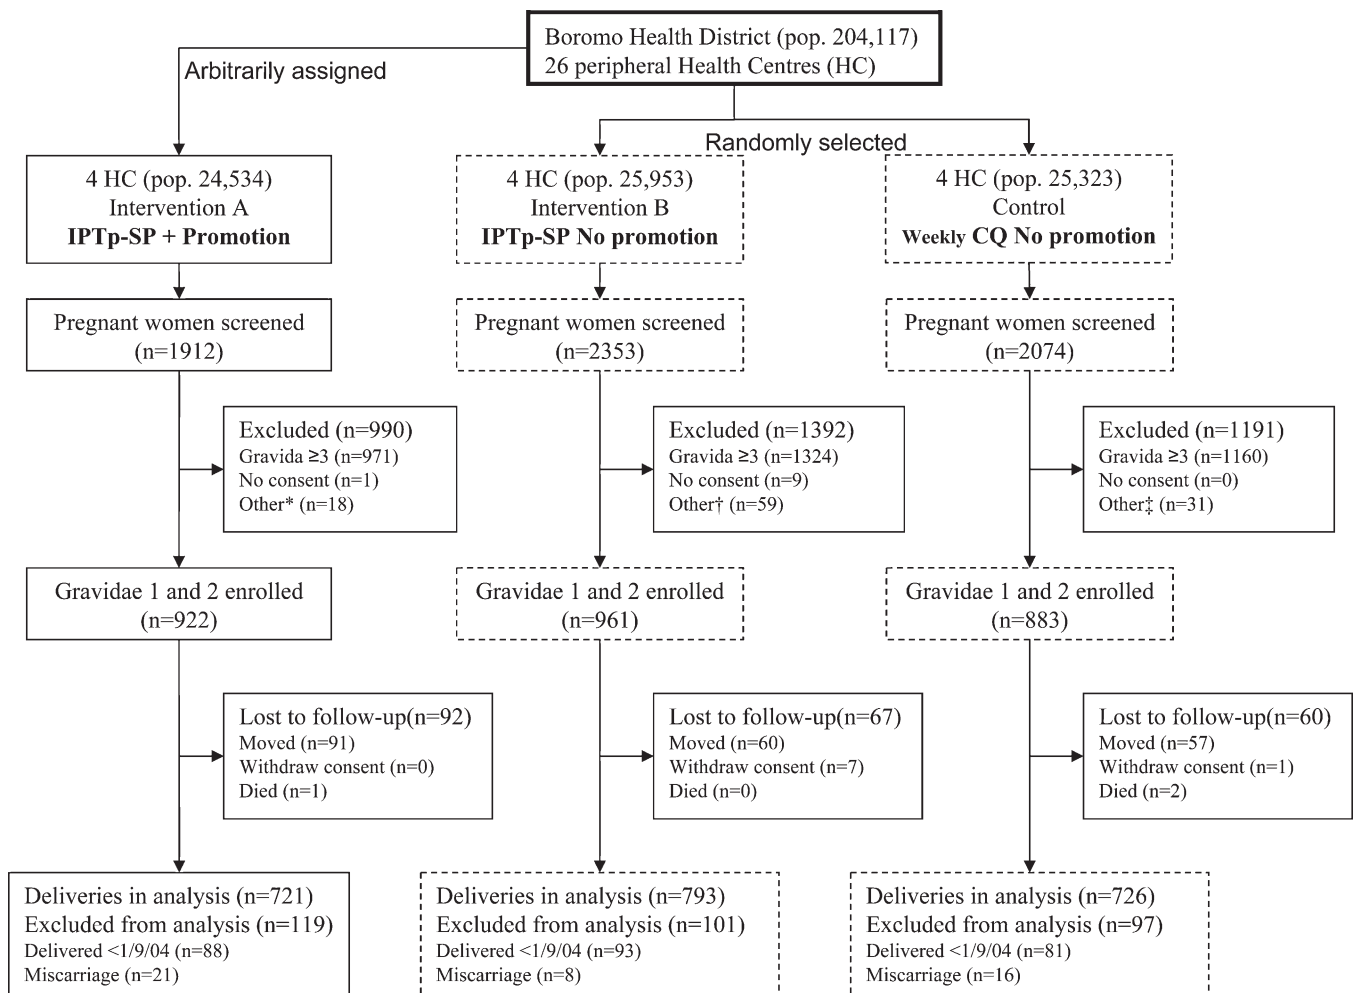 Boromo Health District (pop. 204,117)
26 peripheral Health Centres (HC)
Arbitrarily assigned
Randomly selected
4 HC (pop. 24,534)
Intervention A
IPTp-SP + Promotion
4 HC (pop. 25,953)
Intervention B
IPTp-SP No promotion
4 HC (pop. 25,323)
Control
Weekly CQ No promotion
Pregnant women screened
(n=1912)
Pregnant women screened
(n=2353)
Pregnant women screened
(n=2074)
Excluded (n=990)
Gravida ≥3 (n=971)
No consent (n=1)
Other* (n=18)
Excluded (n=1392)
Gravida ≥3 (n=1324)
No consent (n=9)
Other† (n=59)
Excluded (n=1191)
Gravida ≥3 (n=1160)
No consent (n=0)
Other‡ (n=31)
Gravidae 1 and 2 enrolled
(n=922)
Gravidae 1 and 2 enrolled
(n=961)
Gravidae 1 and 2 enrolled
(n=883)
Lost to follow-up(n=92)
Moved (n=91)
Withdraw consent (n=0)
Died (n=1)
Lost to follow-up(n=67)
Moved (n=60)
Withdraw consent (n=7)
Died (n=0)
Lost to follow-up(n=60)
Moved (n=57)
Withdraw consent (n=1)
Died (n=2)
Deliveries in analysis (n=721)
Excluded from analysis (n=119)
Delivered <1/9/04 (n=88)
Miscarriage (n=21)
Deliveries in analysis (n=793)
Excluded from analysis (n=101)
Delivered <1/9/04 (n=93)
Miscarriage (n=8)
Deliveries in analysis (n=726)
Excluded from analysis (n=97)
Delivered <1/9/04 (n=81)
Miscarriage (n=16)